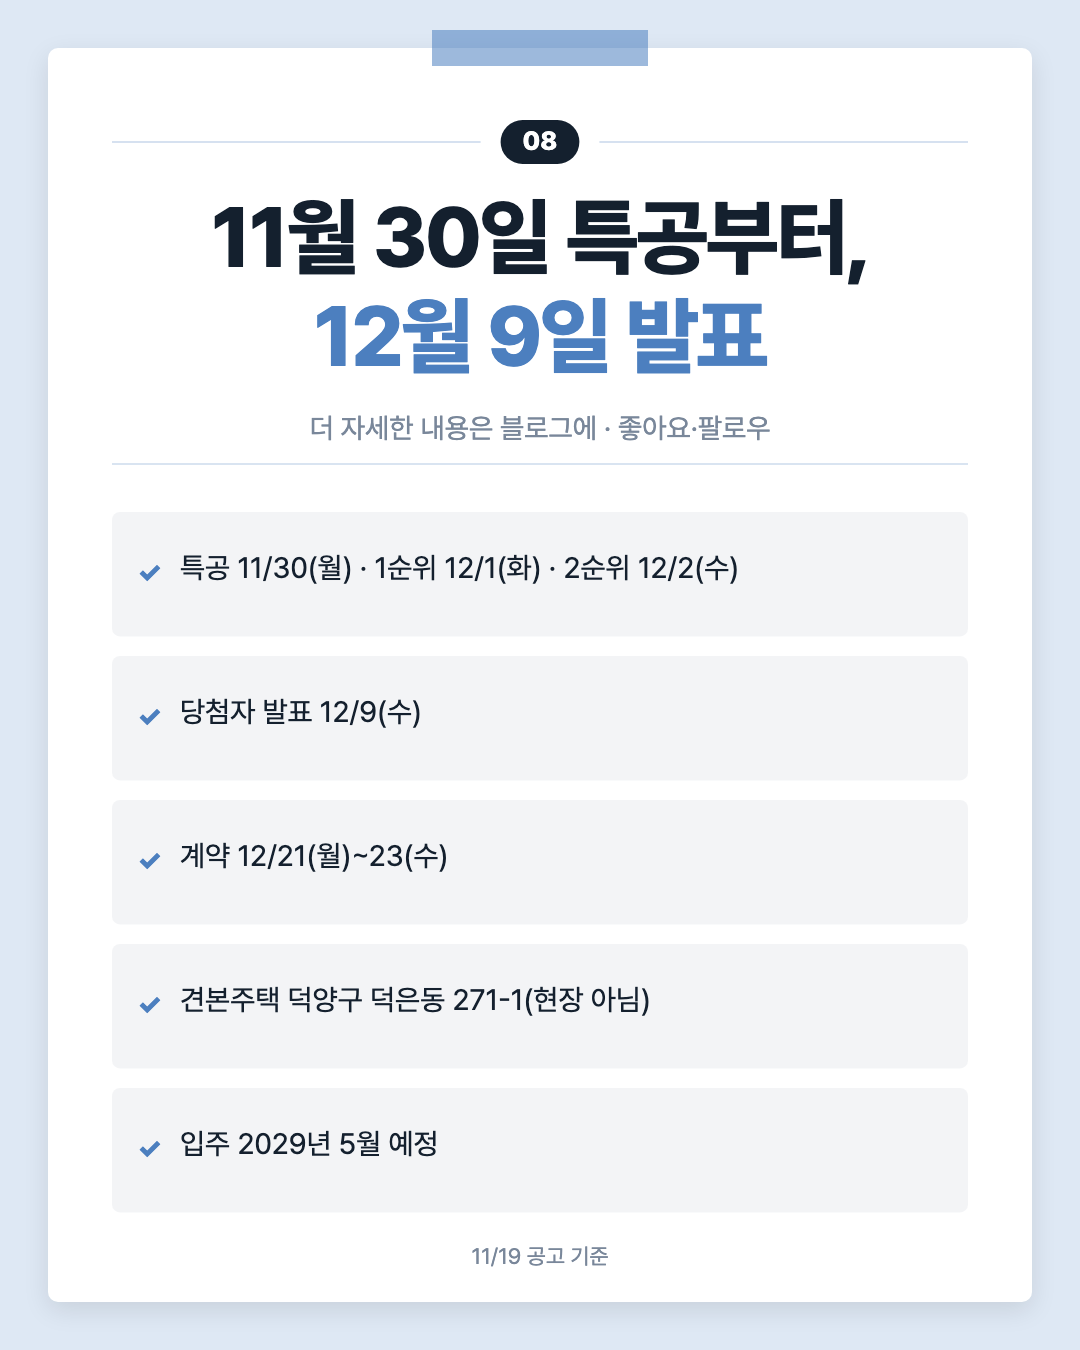 08
11월 30일 특공부터,
12월 9일 발표
더 자세한 내용은 블로그에 · 좋아요·팔로우
특공 11/30(월) · 1순위 12/1(화) · 2순위 12/2(수)
당첨자 발표 12/9(수)
계약 12/21(월)~23(수)
견본주택 덕양구 덕은동 271-1(현장 아님)
입주 2029년 5월 예정
11/19 공고 기준